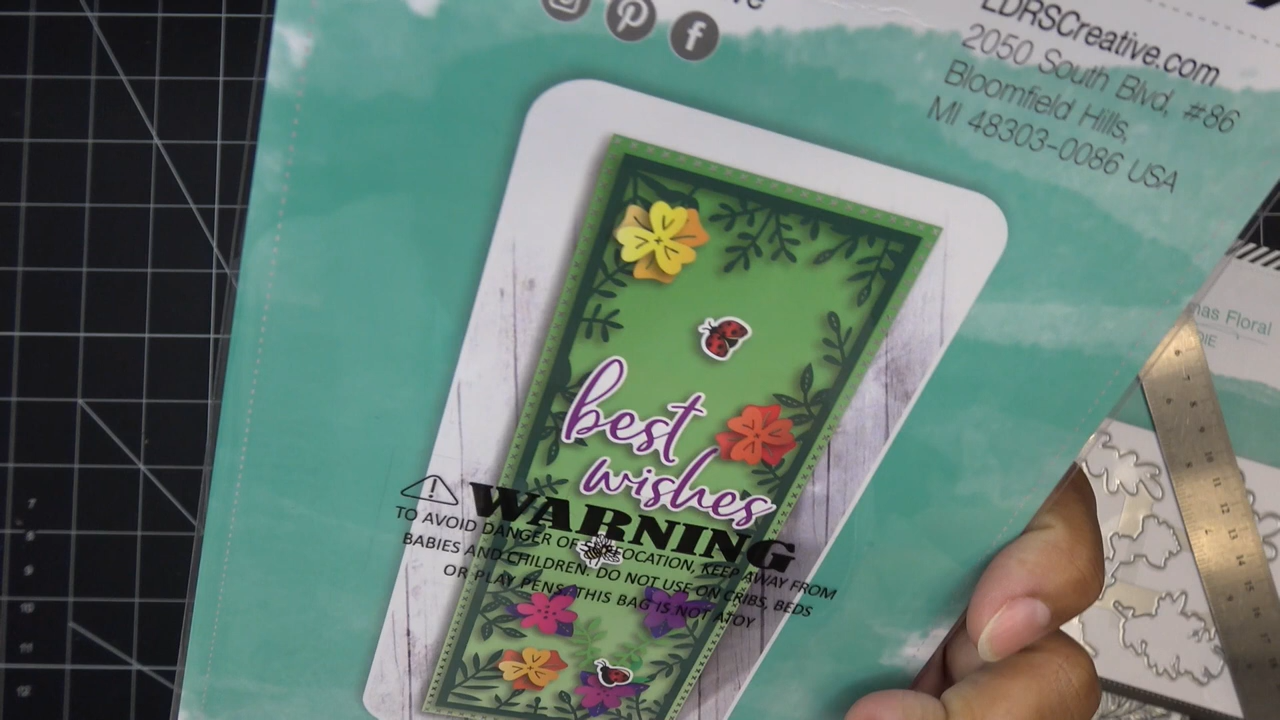 LDRSCreative.com
2050 South Blvd, #86
Bloomfield Hills,
MI 48303-0086 USA
best
wishes
WARNING
TO AVOID DANGER OF SUFFOCATION, KEEP AWAY FROM
BABIES AND CHILDREN. DO NOT USE ON CRIBS, BEDS
OR PLAY PENS. THIS BAG IS NOT ATOY
Floral